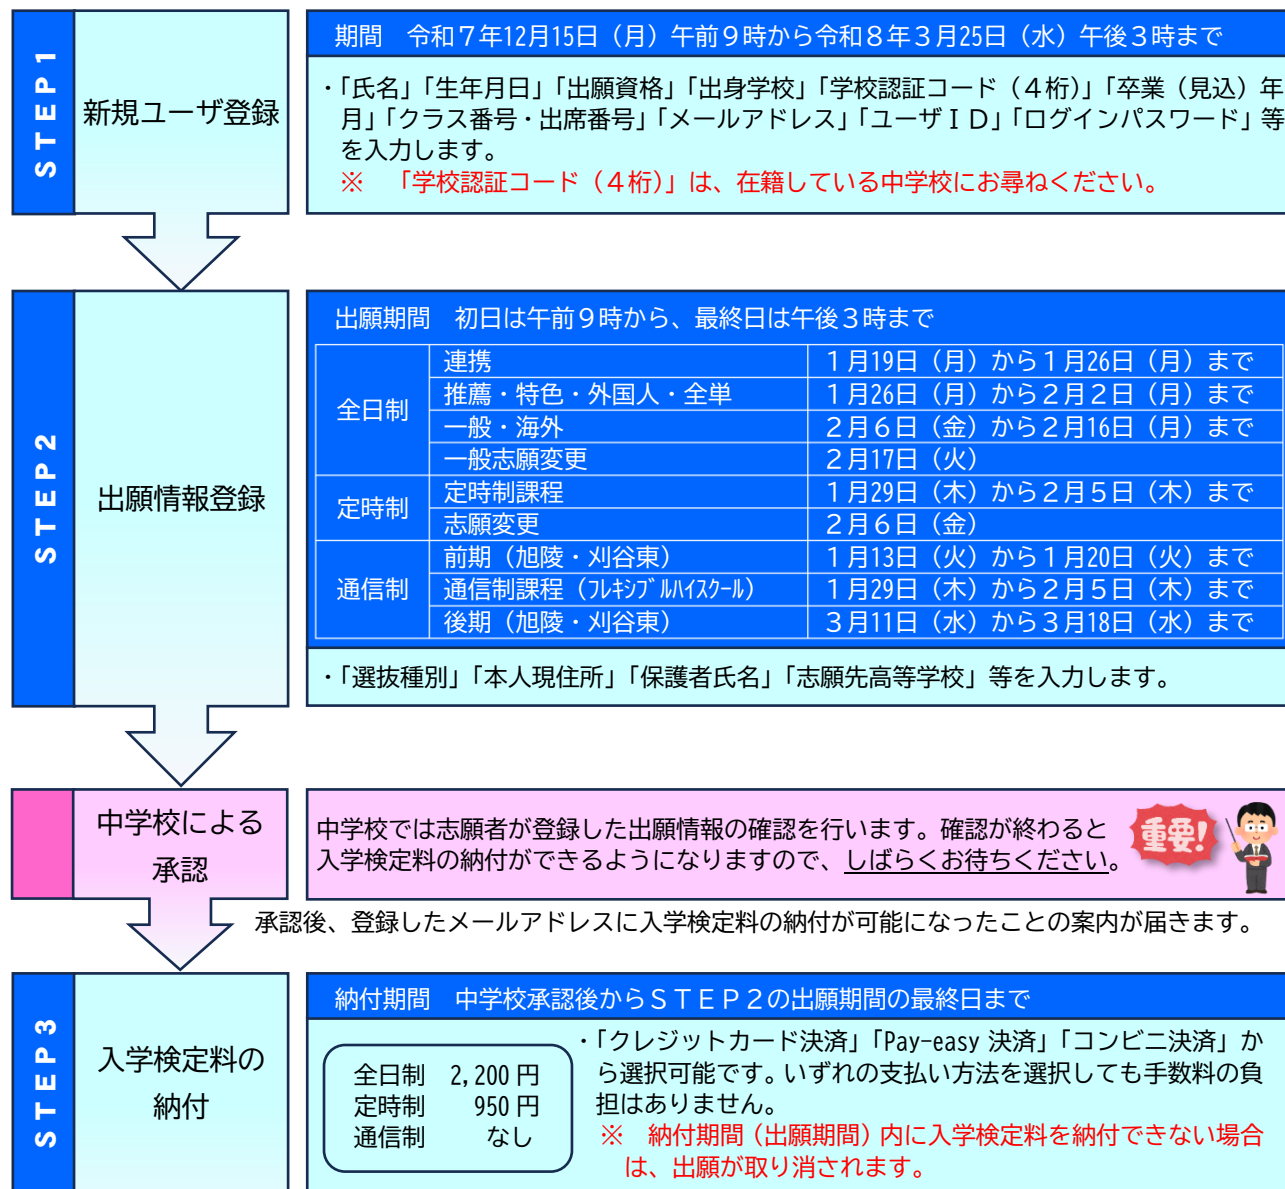 STEP1
新規ユーザ登録
期間　令和７年12月15日（月）午前９時から令和８年３月25日（水）午後３時まで
・「氏名」「生年月日」「出願資格」「出身学校」「学校認証コード（４桁）」「卒業（見込）年
月」「クラス番号・出席番号」「メールアドレス」「ユーザＩＤ」「ログインパスワード」等
を入力します。
※　「学校認証コード（４桁）」は、在籍している中学校にお尋ねください。
STEP2
出願情報登録
出願期間　初日は午前９時から、最終日は午後３時まで
全日制
連携　１月19日（月）から１月26日（月）まで
推薦・特色・外国人・全単　１月26日（月）から２月２日（月）まで
一般・海外　２月６日（金）から２月16日（月）まで
一般志願変更　２月17日（火）
定時制
定時制課程　１月29日（木）から２月５日（木）まで
志願変更　２月６日（金）
通信制
前期（旭陵・刈谷東）　１月13日（火）から１月20日（火）まで
通信制課程（ﾌﾚｷｼﾌﾞﾙﾊｲｽｸｰﾙ）　１月29日（木）から２月５日（木）まで
後期（旭陵・刈谷東）　３月11日（水）から３月18日（水）まで
・「選抜種別」「本人現住所」「保護者氏名」「志願先高等学校」等を入力します。
中学校による
承認
中学校では志願者が登録した出願情報の確認を行います。確認が終わると
入学検定料の納付ができるようになりますので、しばらくお待ちください。
重要!
承認後、登録したメールアドレスに入学検定料の納付が可能になったことの案内が届きます。
STEP3
入学検定料の
納付
納付期間　中学校承認後からＳＴＥＰ２の出願期間の最終日まで
全日制　2,200円
定時制　950円
通信制　なし
・「クレジットカード決済」「Pay-easy 決済」「コンビニ決済」か
ら選択可能です。いずれの支払い方法を選択しても手数料の負
担はありません。
※　納付期間（出願期間）内に入学検定料を納付できない場合
は、出願が取り消されます。